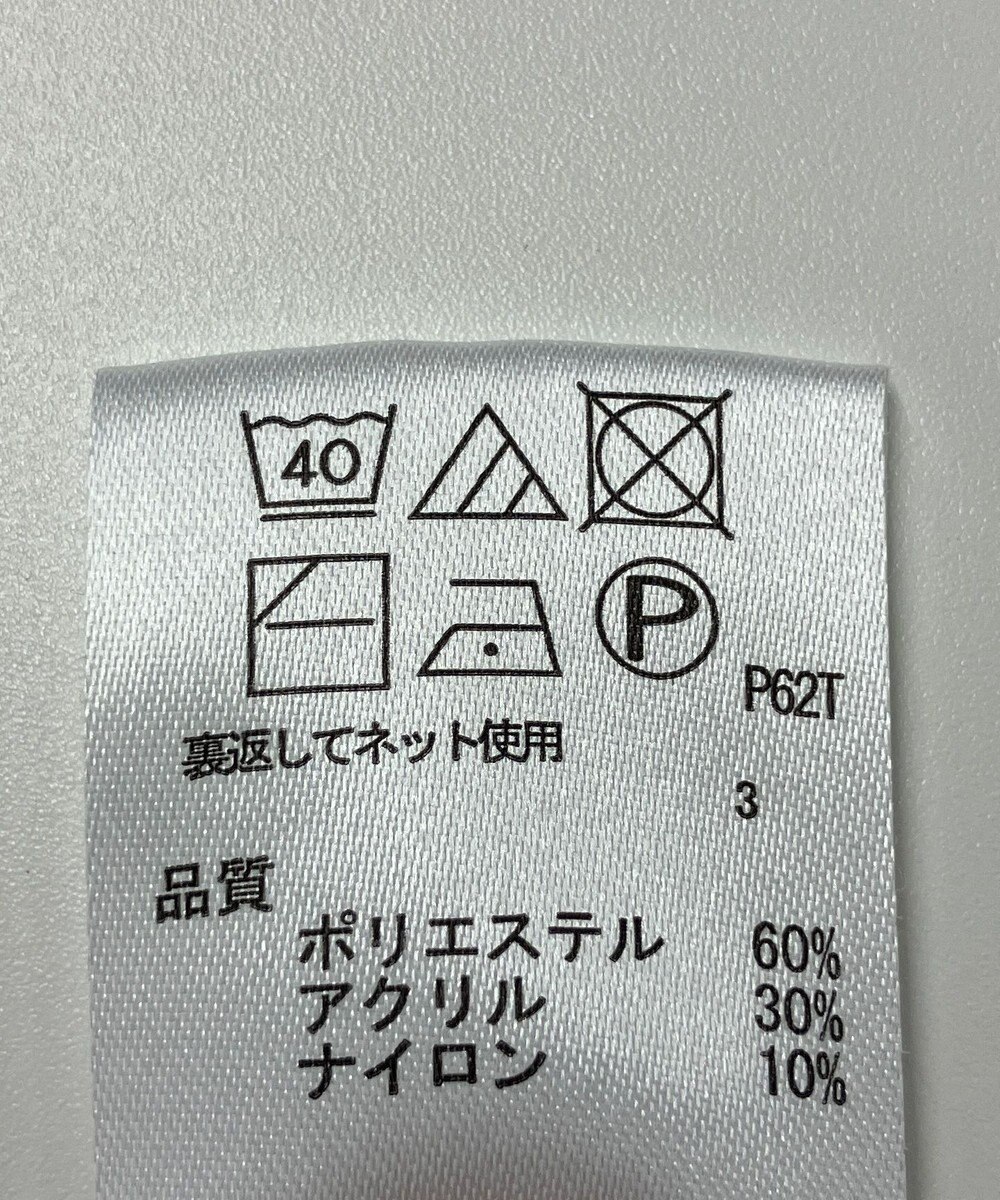 40
P
P62T
裏返してネット使用
3
品質
ポリエステル 60%
アクリル 30%
ナイロン 10%